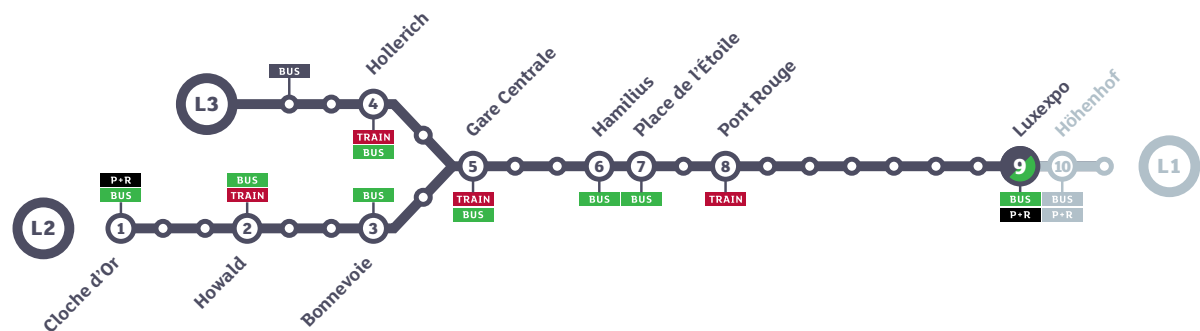 Hollerich
Gare Centrale
Hamilius
Place de l'Étoile
Pont Rouge
Luxexpo
Höhenhof
L3
BUS
4
TRAIN
BUS
5
TRAIN
BUS
6
BUS
7
BUS
8
TRAIN
9
BUS
P+R
10
BUS
P+R
L1
L2
P+R
BUS
1
BUS
TRAIN
2
BUS
3
Cloche d'Or
Howald
Bonnevoie